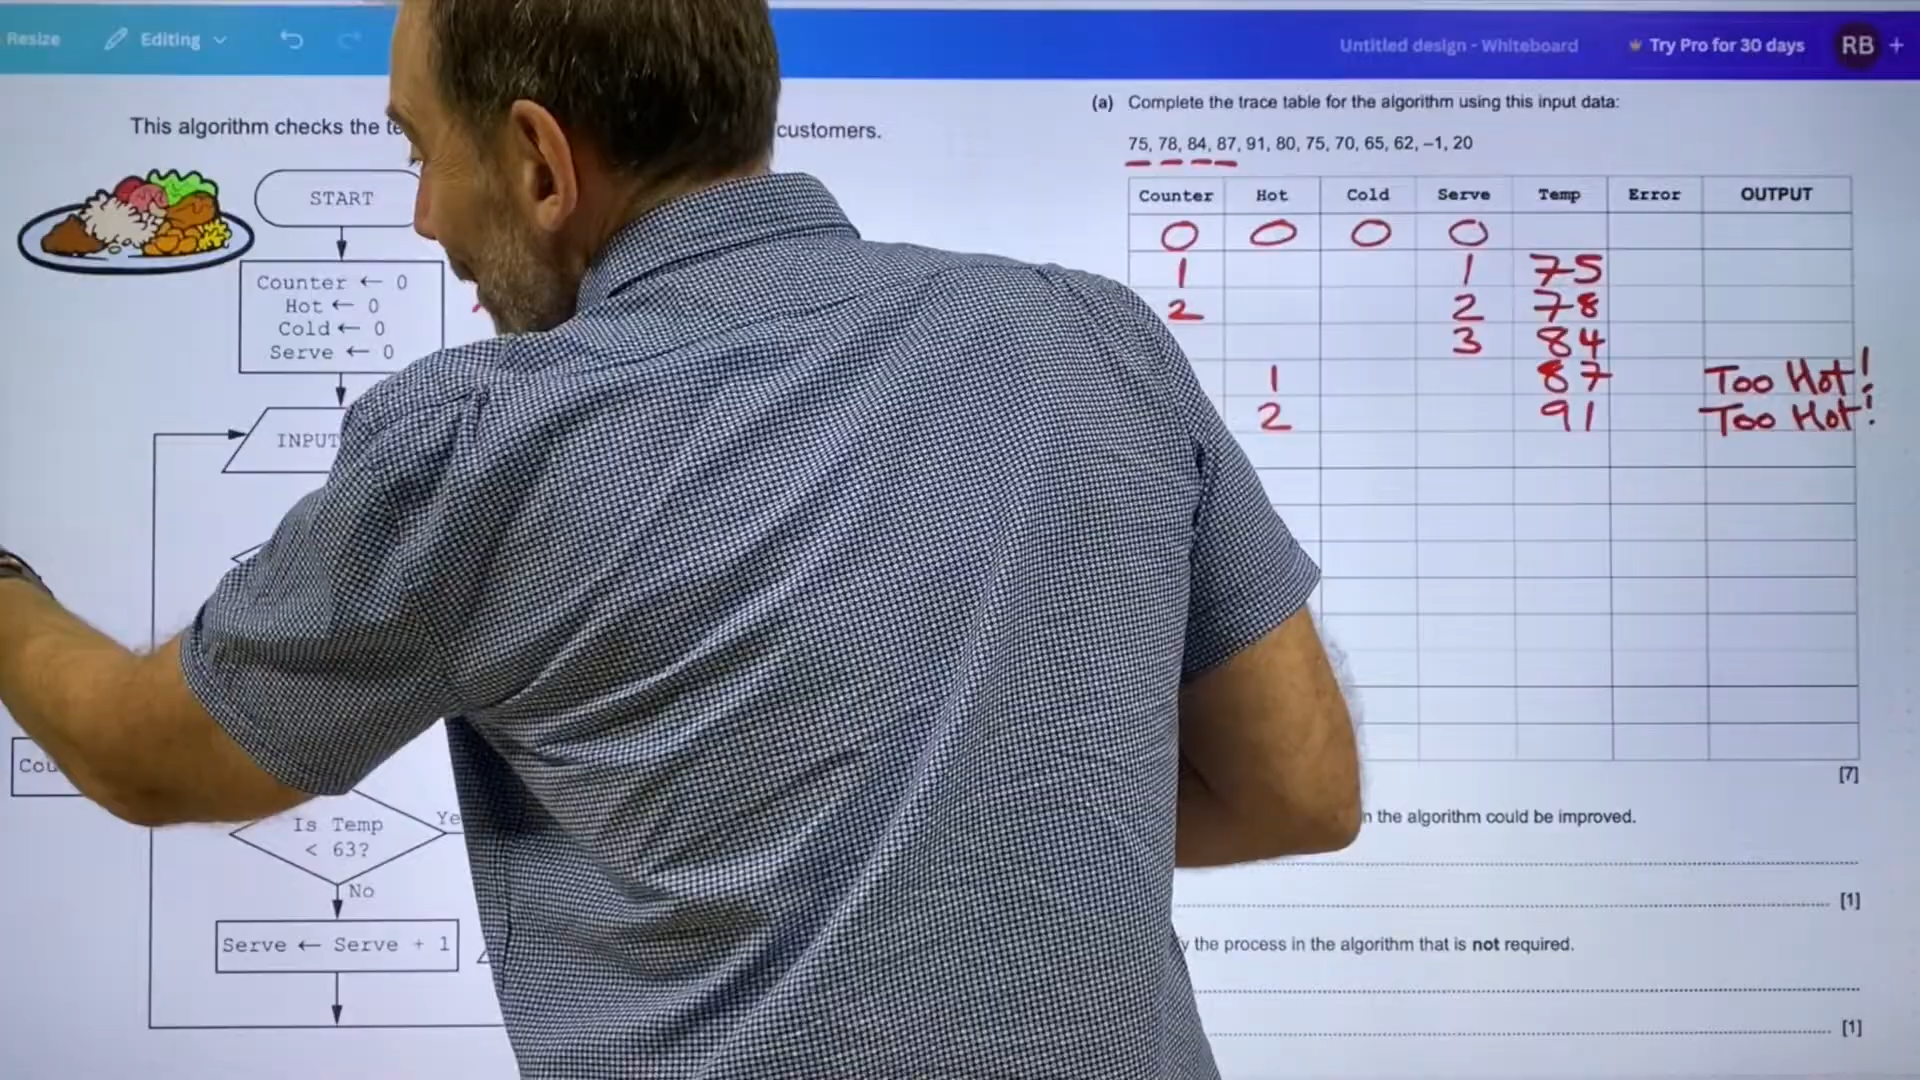 Resize Editing Untitled design - Whiteboard Try Pro for 30 days RB +
This algorithm checks the te
customers.
START
Counter ← 0
Hot ← 0
Cold ← 0
Serve ← 0
INPUT
Cou
Is Temp
< 63?
Ye
No
Serve ← Serve + 1
(a) Complete the trace table for the algorithm using this input data:
75, 78, 84, 87, 91, 80, 75, 70, 65, 62, –1, 20
Counter Hot Cold Serve Temp Error OUTPUT
0 0 0 0
1 1 75
2 2 78
3 84
1 87 Too Hot!
2 91 Too Hot!
[7]
n the algorithm could be improved.
[1]
y the process in the algorithm that is not required.
[1]